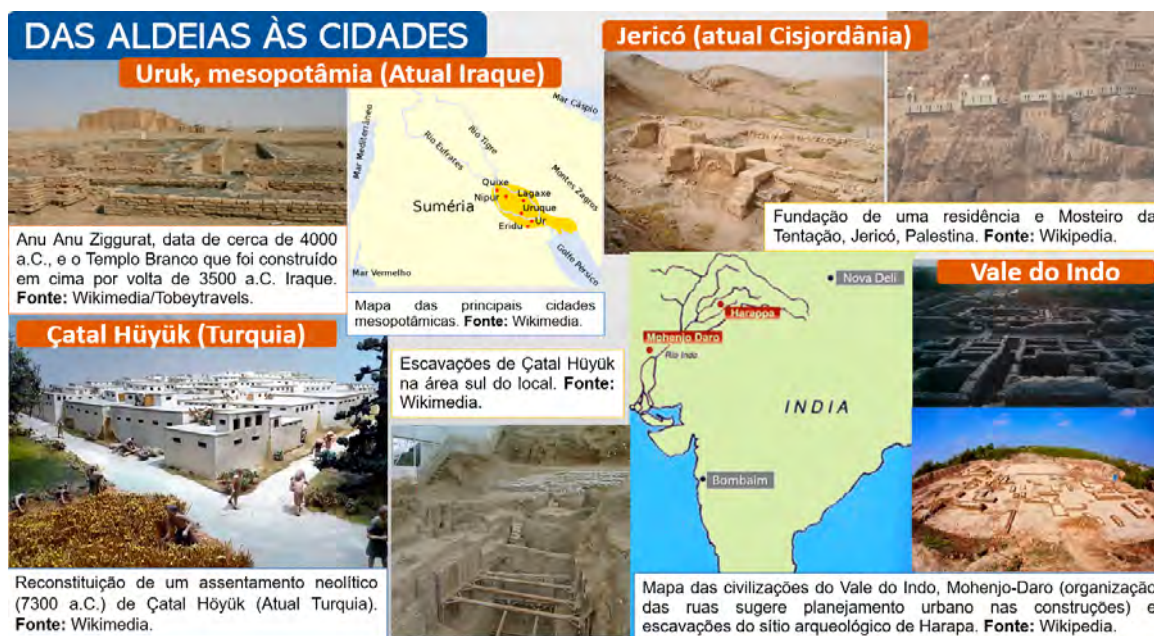 DAS ALDEIAS ÀS CIDADES
Uruk, mesopotâmia (Atual Iraque)
Anu Anu Ziggurat, data de cerca de 4000
a.C., e o Templo Branco que foi construído
em cima por volta de 3500 a.C. Iraque.
Fonte: Wikimedia/Tobeytravels.
Mar Cáspio
Mar Mediterrâneo
Rio Tigre
Rio Eufrates
Montes Zagros
Quixe
Lagaxe
Nipur
Uruque
Suméria
Ur
Eridu
Golfo Pérsico
Mar Vermelho
Mapa das principais cidades
mesopotâmicas. Fonte: Wikimedia.
Jericó (atual Cisjordânia)
Fundação de uma residência e Mosteiro da
Tentação, Jericó, Palestina. Fonte: Wikipedia.
Çatal Hüyük (Turquia)
Reconstituição de um assentamento neolítico
(7300 a.C.) de Çatal Höyük (Atual Turquia).
Fonte: Wikimedia.
Escavações de Çatal Hüyük
na área sul do local. Fonte:
Wikimedia.
Vale do Indo
Nova Deli
Harappa
Mohenjo Daro
Rio Indo
INDIA
Bombaim
Mapa das civilizações do Vale do Indo, Mohenjo-Daro (organização
das ruas sugere planejamento urbano nas construções) e
escavações do sítio arqueológico de Harapa. Fonte: Wikipedia.